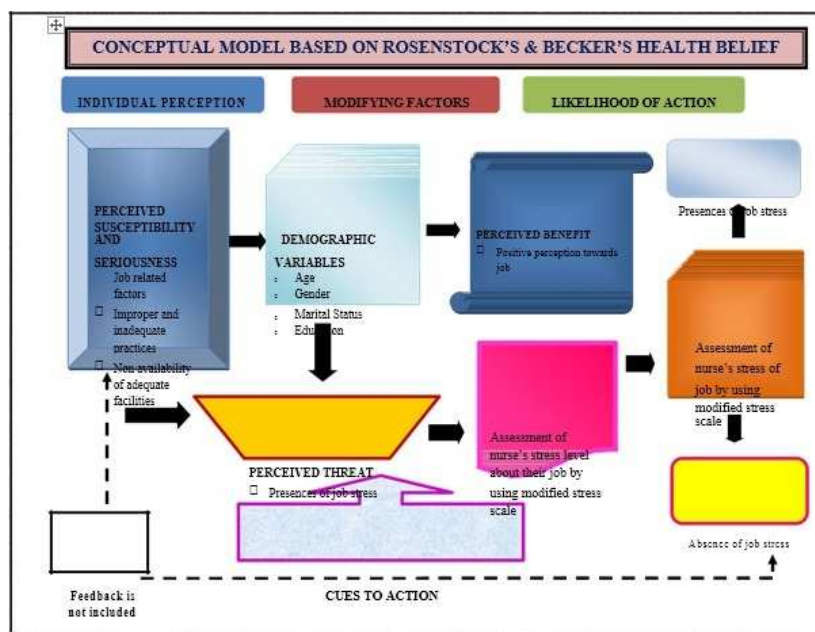 CONCEPTUAL MODEL BASED ON ROSENSTOCK'S & BECKER'S HEALTH BELIEF
INDIVIDUAL PERCEPTION
MODIFYING FACTORS
LIKELIHOOD OF ACTION
PERCEIVED
SUSCEPTIBILITY
AND
SERIOUSNESS
Job related
factors
Improper and
inadequate
practices
Non availability
of adequate
facilities
DEMOGRAPHIC
VARIABLES
Age
Gender
Marital Status
Education
PERCEIVED BENEFIT
Positive perception towards
job
Presences of job stress
Assessment of
nurse's stress of
job by using
modified stress
scale
PERCEIVED THREAT
Presences of job stress
Assessment of
nurse's stress level
about their job by
using modified stress
scale
Absence of job stress
Feedback is
not included
CUES TO ACTION